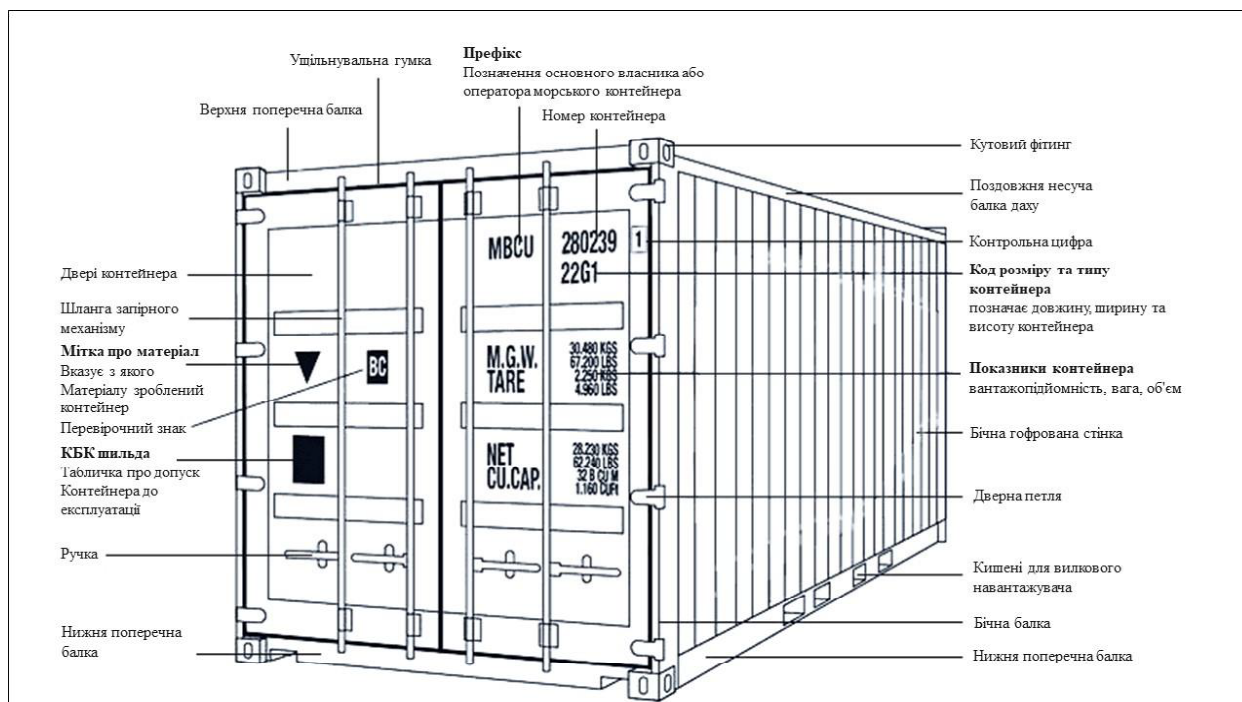 Ущільнувальна гумка
Верхня поперечна балка
Префікс
Позначення основного власника або
оператора морського контейнера
Номер контейнера
Двері контейнера
Шланга запірного
механізму
Мітка про матеріал
Вказує з якого
Матеріалу зроблений
контейнер
Перевірочний знак
КБК шильда
Табличка про допуск
Контейнера до
експлуатації
Ручка
Нижня поперечна
балка
MBCU 280239 1
22G1
BC
M.G.W.
TARE
30.480 KGS
67.200 LBS
2.250 KGS
4.960 LBS
NET
CU.CAP.
28.230 KGS
62.240 LBS
32 B CU M
1.160 CUFt
Кутовий фітинг
Поздовжня несуча
балка даху
Контрольна цифра
Код розміру та типу
контейнера
позначає довжину, ширину та
висоту контейнера
Показники контейнера
вантажопідйомність, вага, об'єм
Бічна гофрована стінка
Дверна петля
Кишені для вилкового
навантажувача
Бічна балка
Нижня поперечна балка